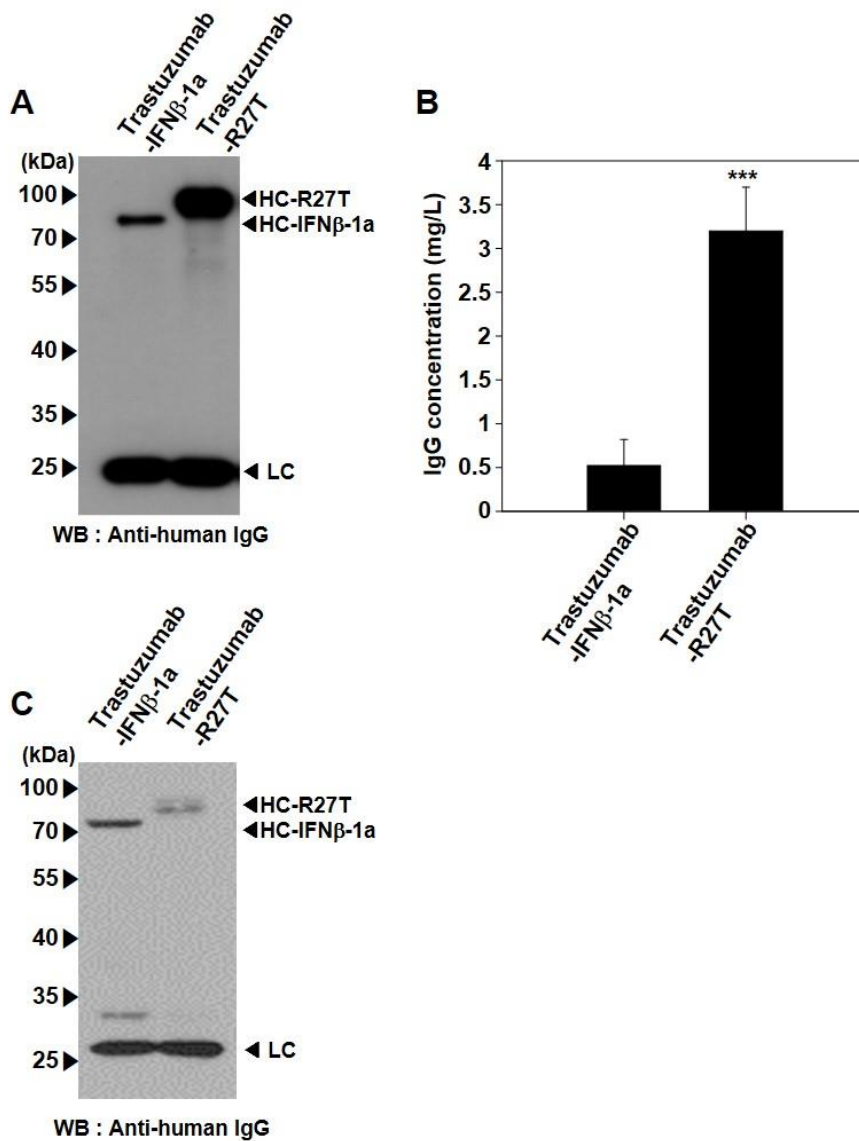 A
Trastuzumab
-IFNβ-1a
Trastuzumab
-R27T
(kDa)
100
70
55
40
35
25
HC-R27T
HC-IFNβ-1a
LC
WB : Anti-human IgG
B
IgG concentration (mg/L)
4
3.5
3
2.5
2
1.5
1
0.5
0
***
Trastuzumab
-IFNβ-1a
Trastuzumab
-R27T
C
Trastuzumab
-IFNβ-1a
Trastuzumab
-R27T
(kDa)
100
70
55
40
35
25
HC-R27T
HC-IFNβ-1a
LC
WB : Anti-human IgG